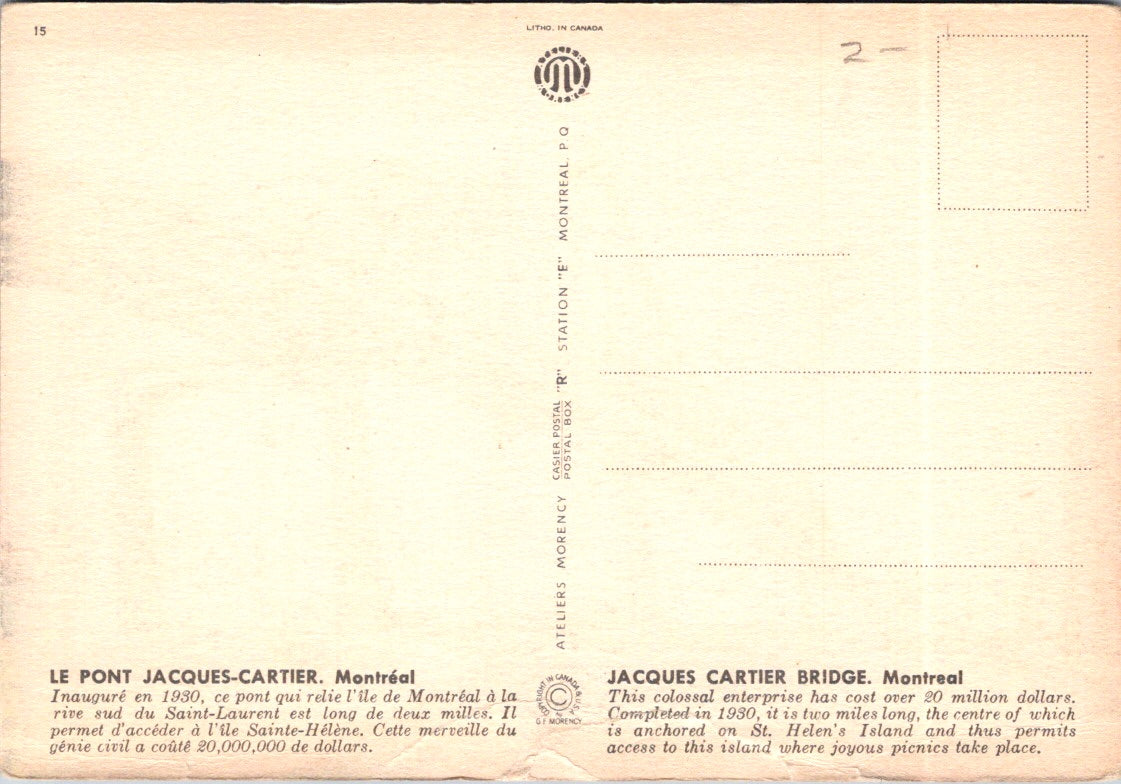 15
LITHO. IN CANADA
2 —
M
ATELIERS MORENCY CASIER POSTAL POSTAL BOX "R" STATION "E" MONTREAL. P.Q
LE PONT JACQUES-CARTIER. Montréal
Inauguré en 1930, ce pont qui relie l'île de Montréal à la
rive sud du Saint-Laurent est long de deux milles. Il
permet d'accéder à l'île Sainte-Hélène. Cette merveille du
génie civil a coûté 20,000,000 de dollars.
COPYRIGHT IN CANADA & U.S.A.
C
BY
G.F. MORENCY
JACQUES CARTIER BRIDGE. Montreal
This colossal enterprise has cost over 20 million dollars.
Completed in 1930, it is two miles long, the centre of which
is anchored on St. Helen's Island and thus permits
access to this island where joyous picnics take place.